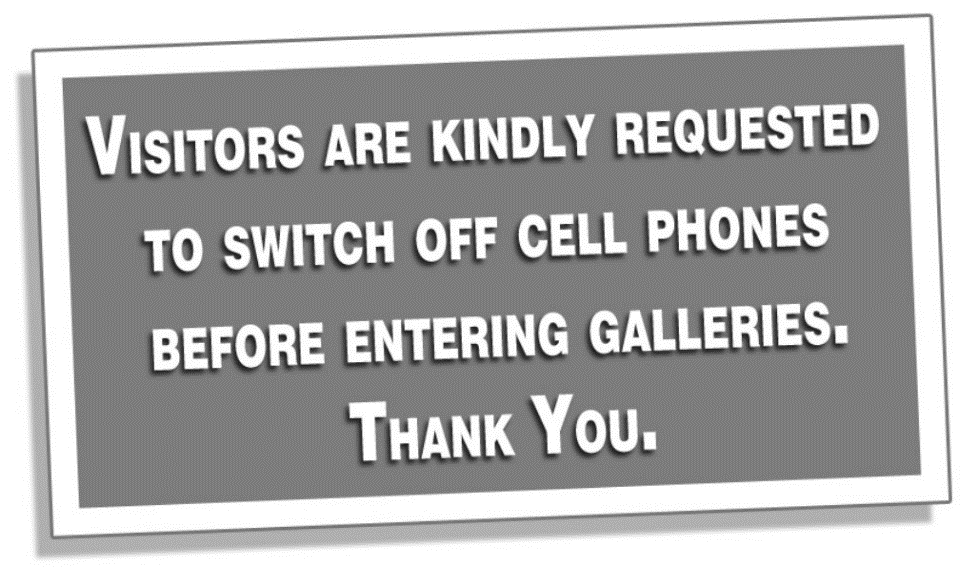 Visitors are kindly requested
to switch off cell phones
before entering galleries.
Thank You.